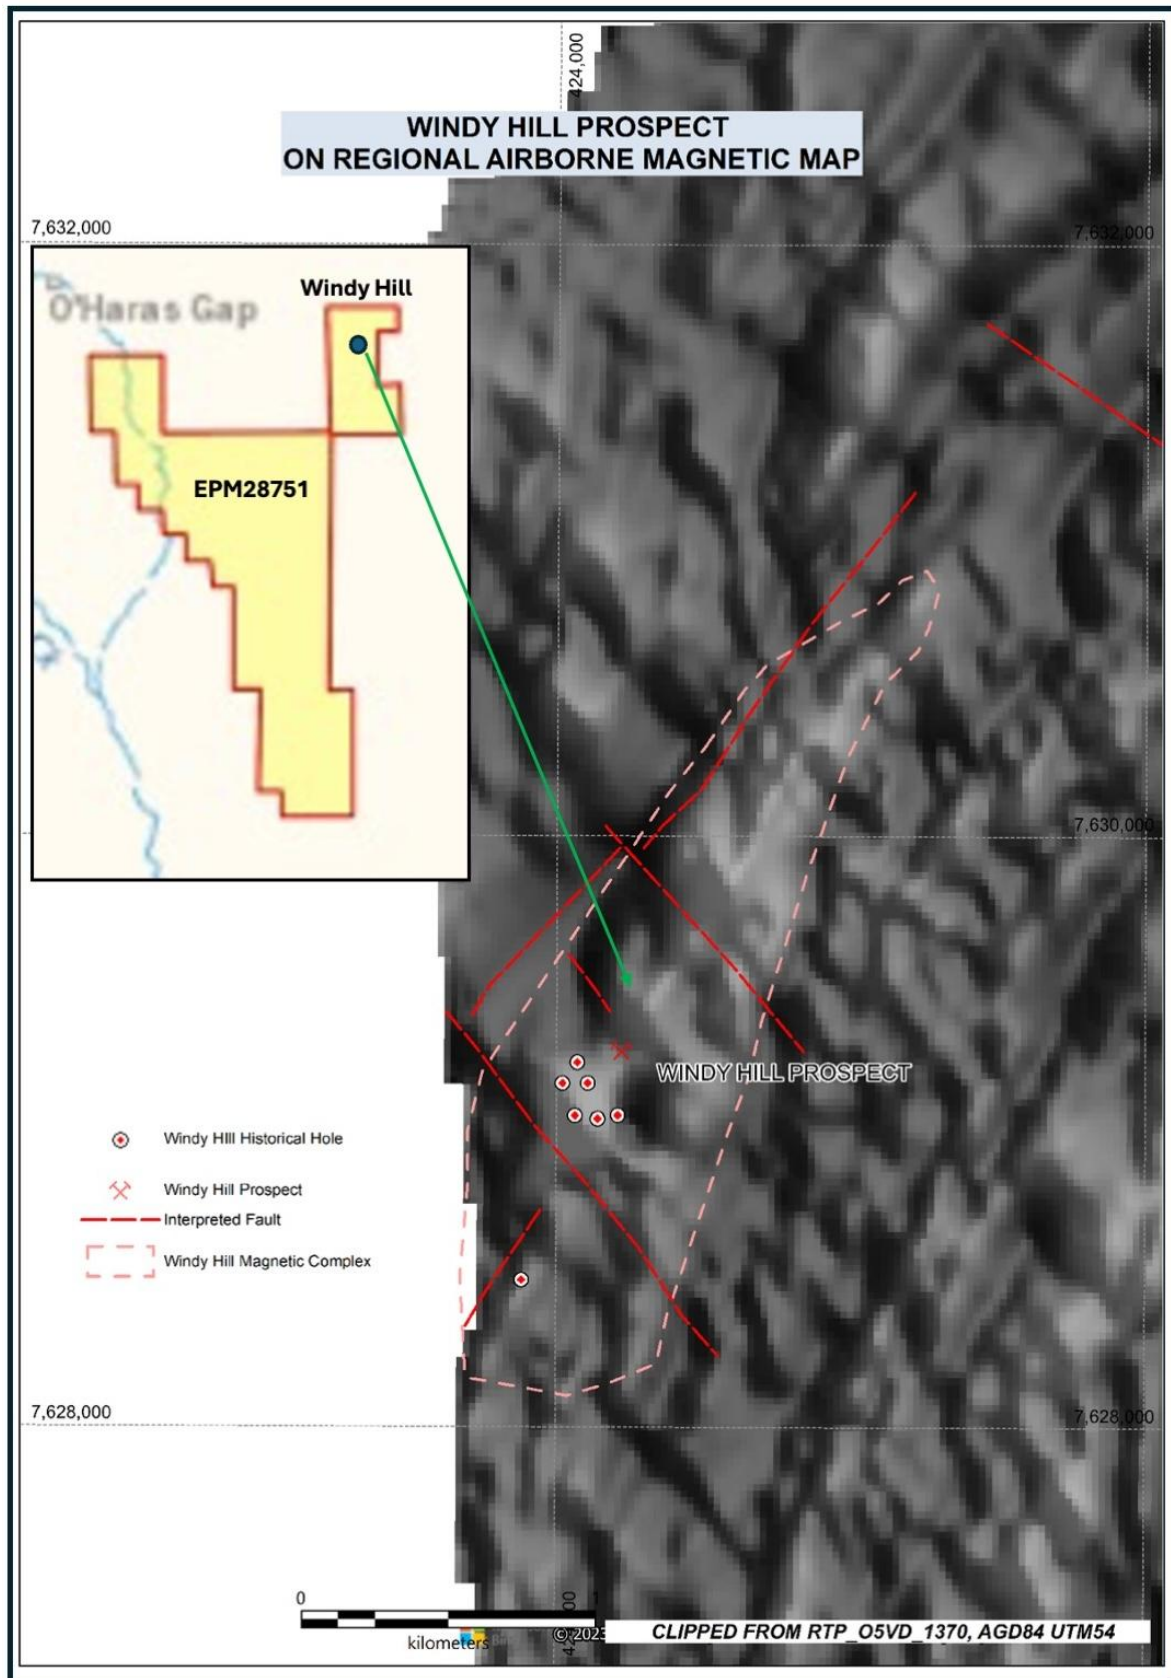 424,000
WINDY HILL PROSPECT
ON REGIONAL AIRBORNE MAGNETIC MAP
7,632,000
7,632,000
Windy Hill
O'Haras Gap
EPM28751
7,630,000
WINDY HILL PROSPECT
Windy HIll Historical Hole
Windy Hill Prospect
Interpreted Fault
Windy Hill Magnetic Complex
7,628,000
7,628,000
0
kilometers
© 2023
CLIPPED FROM RTP_O5VD_1370, AGD84 UTM54